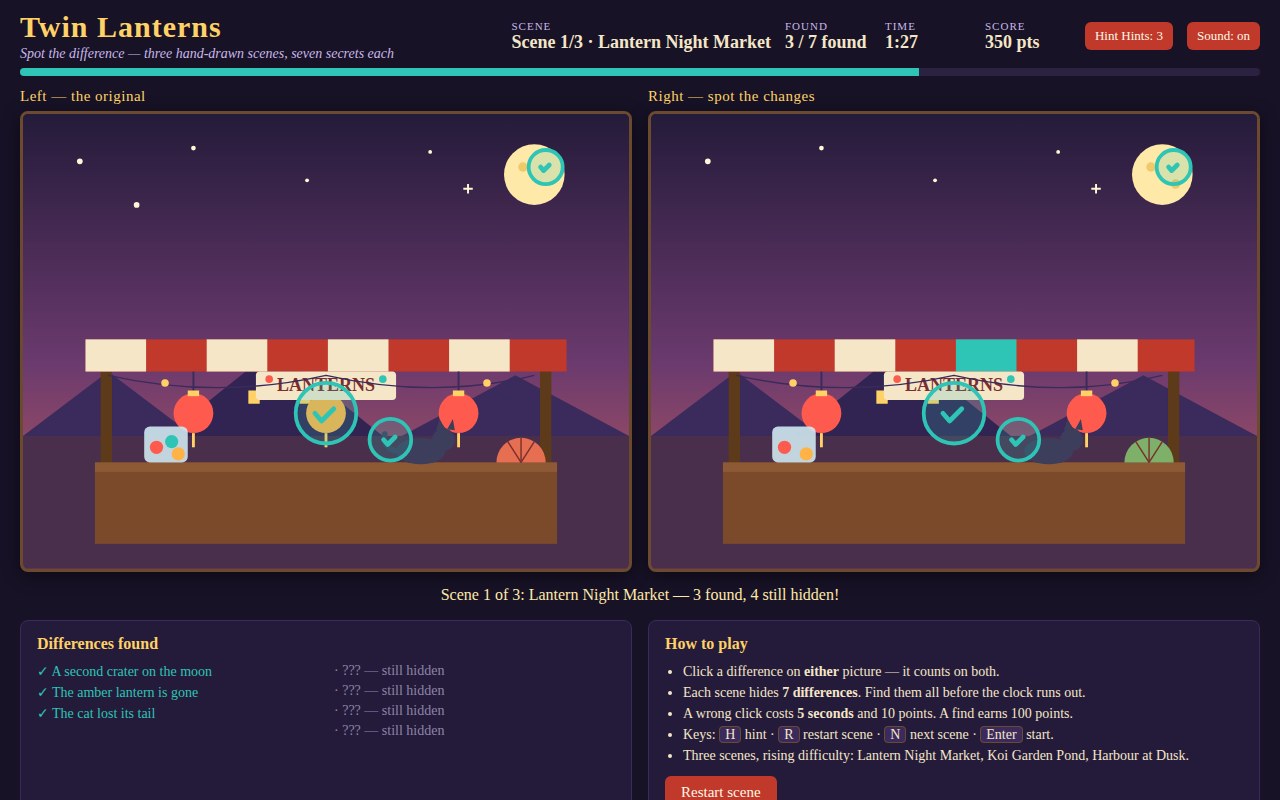 Twin Lanterns
Spot the difference — three hand-drawn scenes, seven secrets each
SCENE
Scene 1/3 · Lantern Night Market
FOUND
3 / 7 found
TIME
1:27
SCORE
350 pts
Hint Hints: 3
Sound: on
Left — the original
Right — spot the changes
LANTERNS
LANTERNS
Scene 1 of 3: Lantern Night Market — 3 found, 4 still hidden!
Differences found
✓ A second crater on the moon
✓ The amber lantern is gone
✓ The cat lost its tail
· ??? — still hidden
· ??? — still hidden
· ??? — still hidden
· ??? — still hidden
How to play
• Click a difference on either picture — it counts on both.
• Each scene hides 7 differences. Find them all before the clock runs out.
• A wrong click costs 5 seconds and 10 points. A find earns 100 points.
• Keys: H hint · R restart scene · N next scene · Enter start.
• Three scenes, rising difficulty: Lantern Night Market, Koi Garden Pond, Harbour at Dusk.
Restart scene